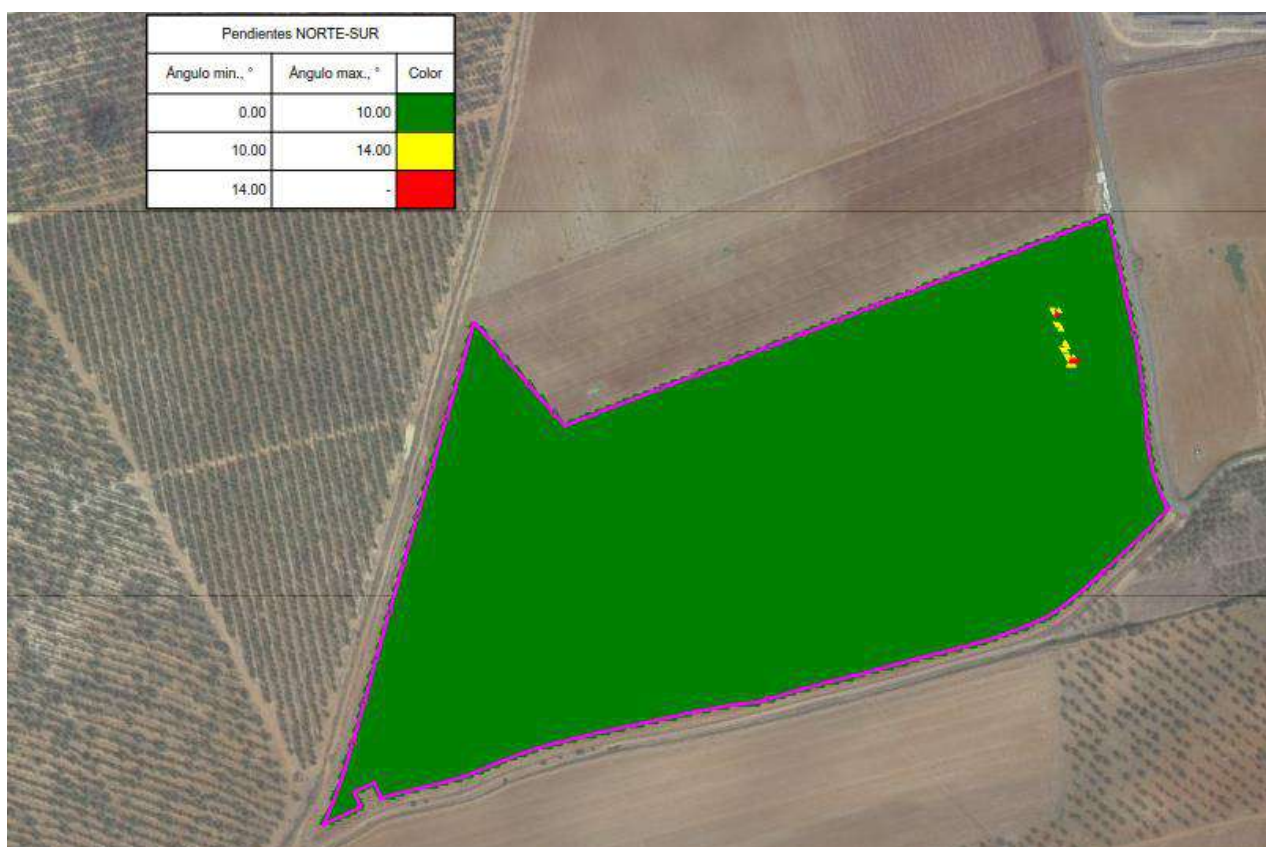 Pendientes NORTE-SUR
Ángulo min., ° Ángulo max., ° Color
0.00 10.00
10.00 14.00
14.00 -